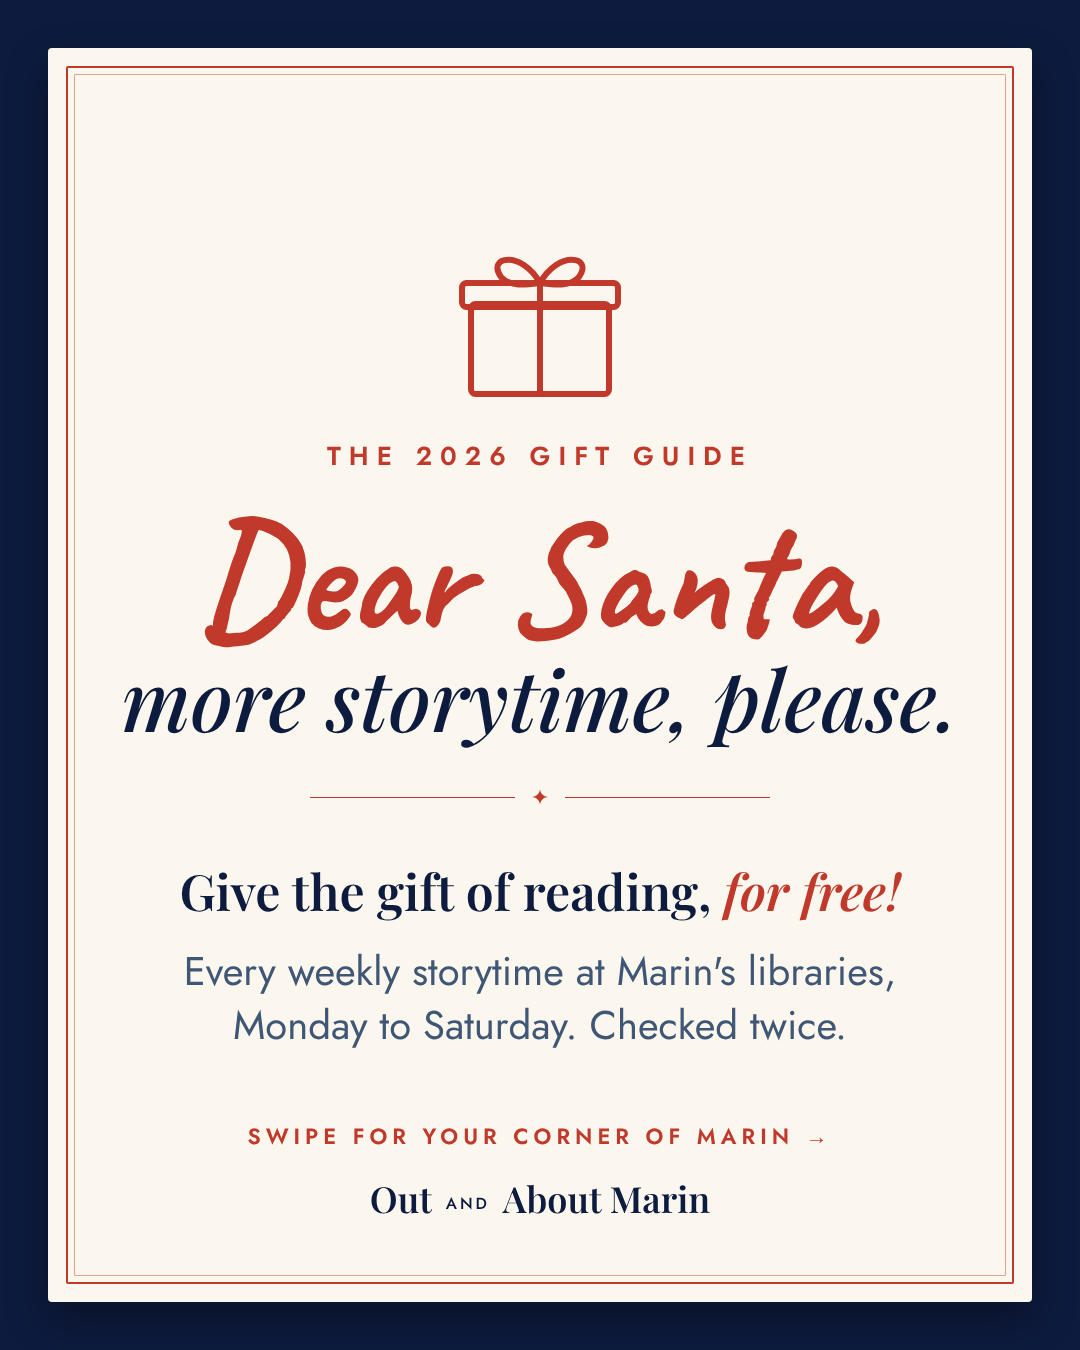 THE 2026 GIFT GUIDE
Dear Santa,
more storytime, please.
Give the gift of reading, for free!
Every weekly storytime at Marin's libraries,
Monday to Saturday. Checked twice.
SWIPE FOR YOUR CORNER OF MARIN →
Out AND About Marin